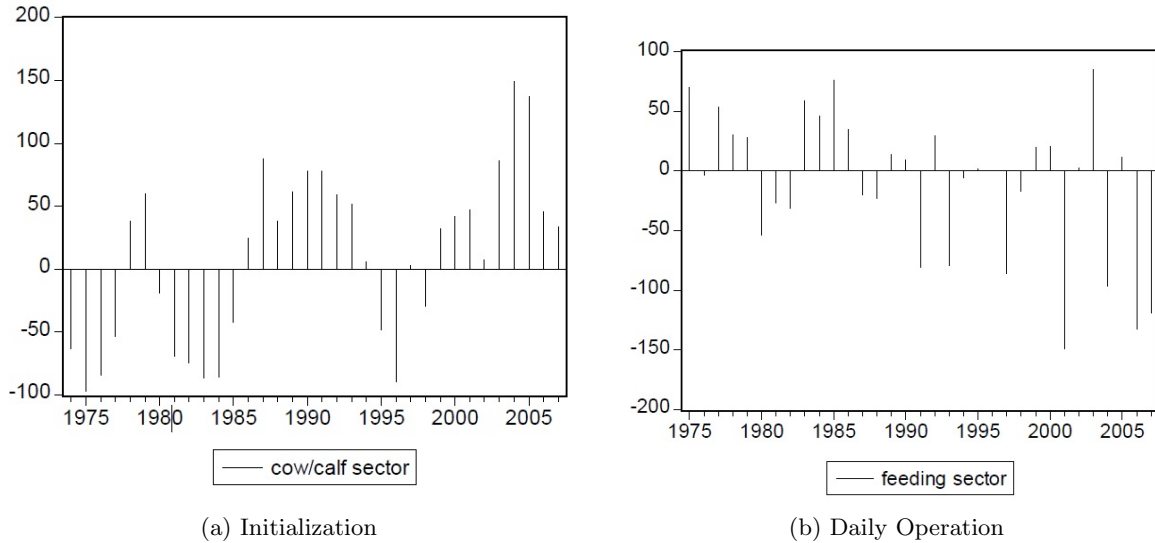 200
150
100
50
0
-50
-100
1975 1980 1985 1990 1995 2000 2005
cow/calf sector
(a) Initialization
100
50
0
-50
-100
-150
-200
1975 1980 1985 1990 1995 2000 2005
feeding sector
(b) Daily Operation